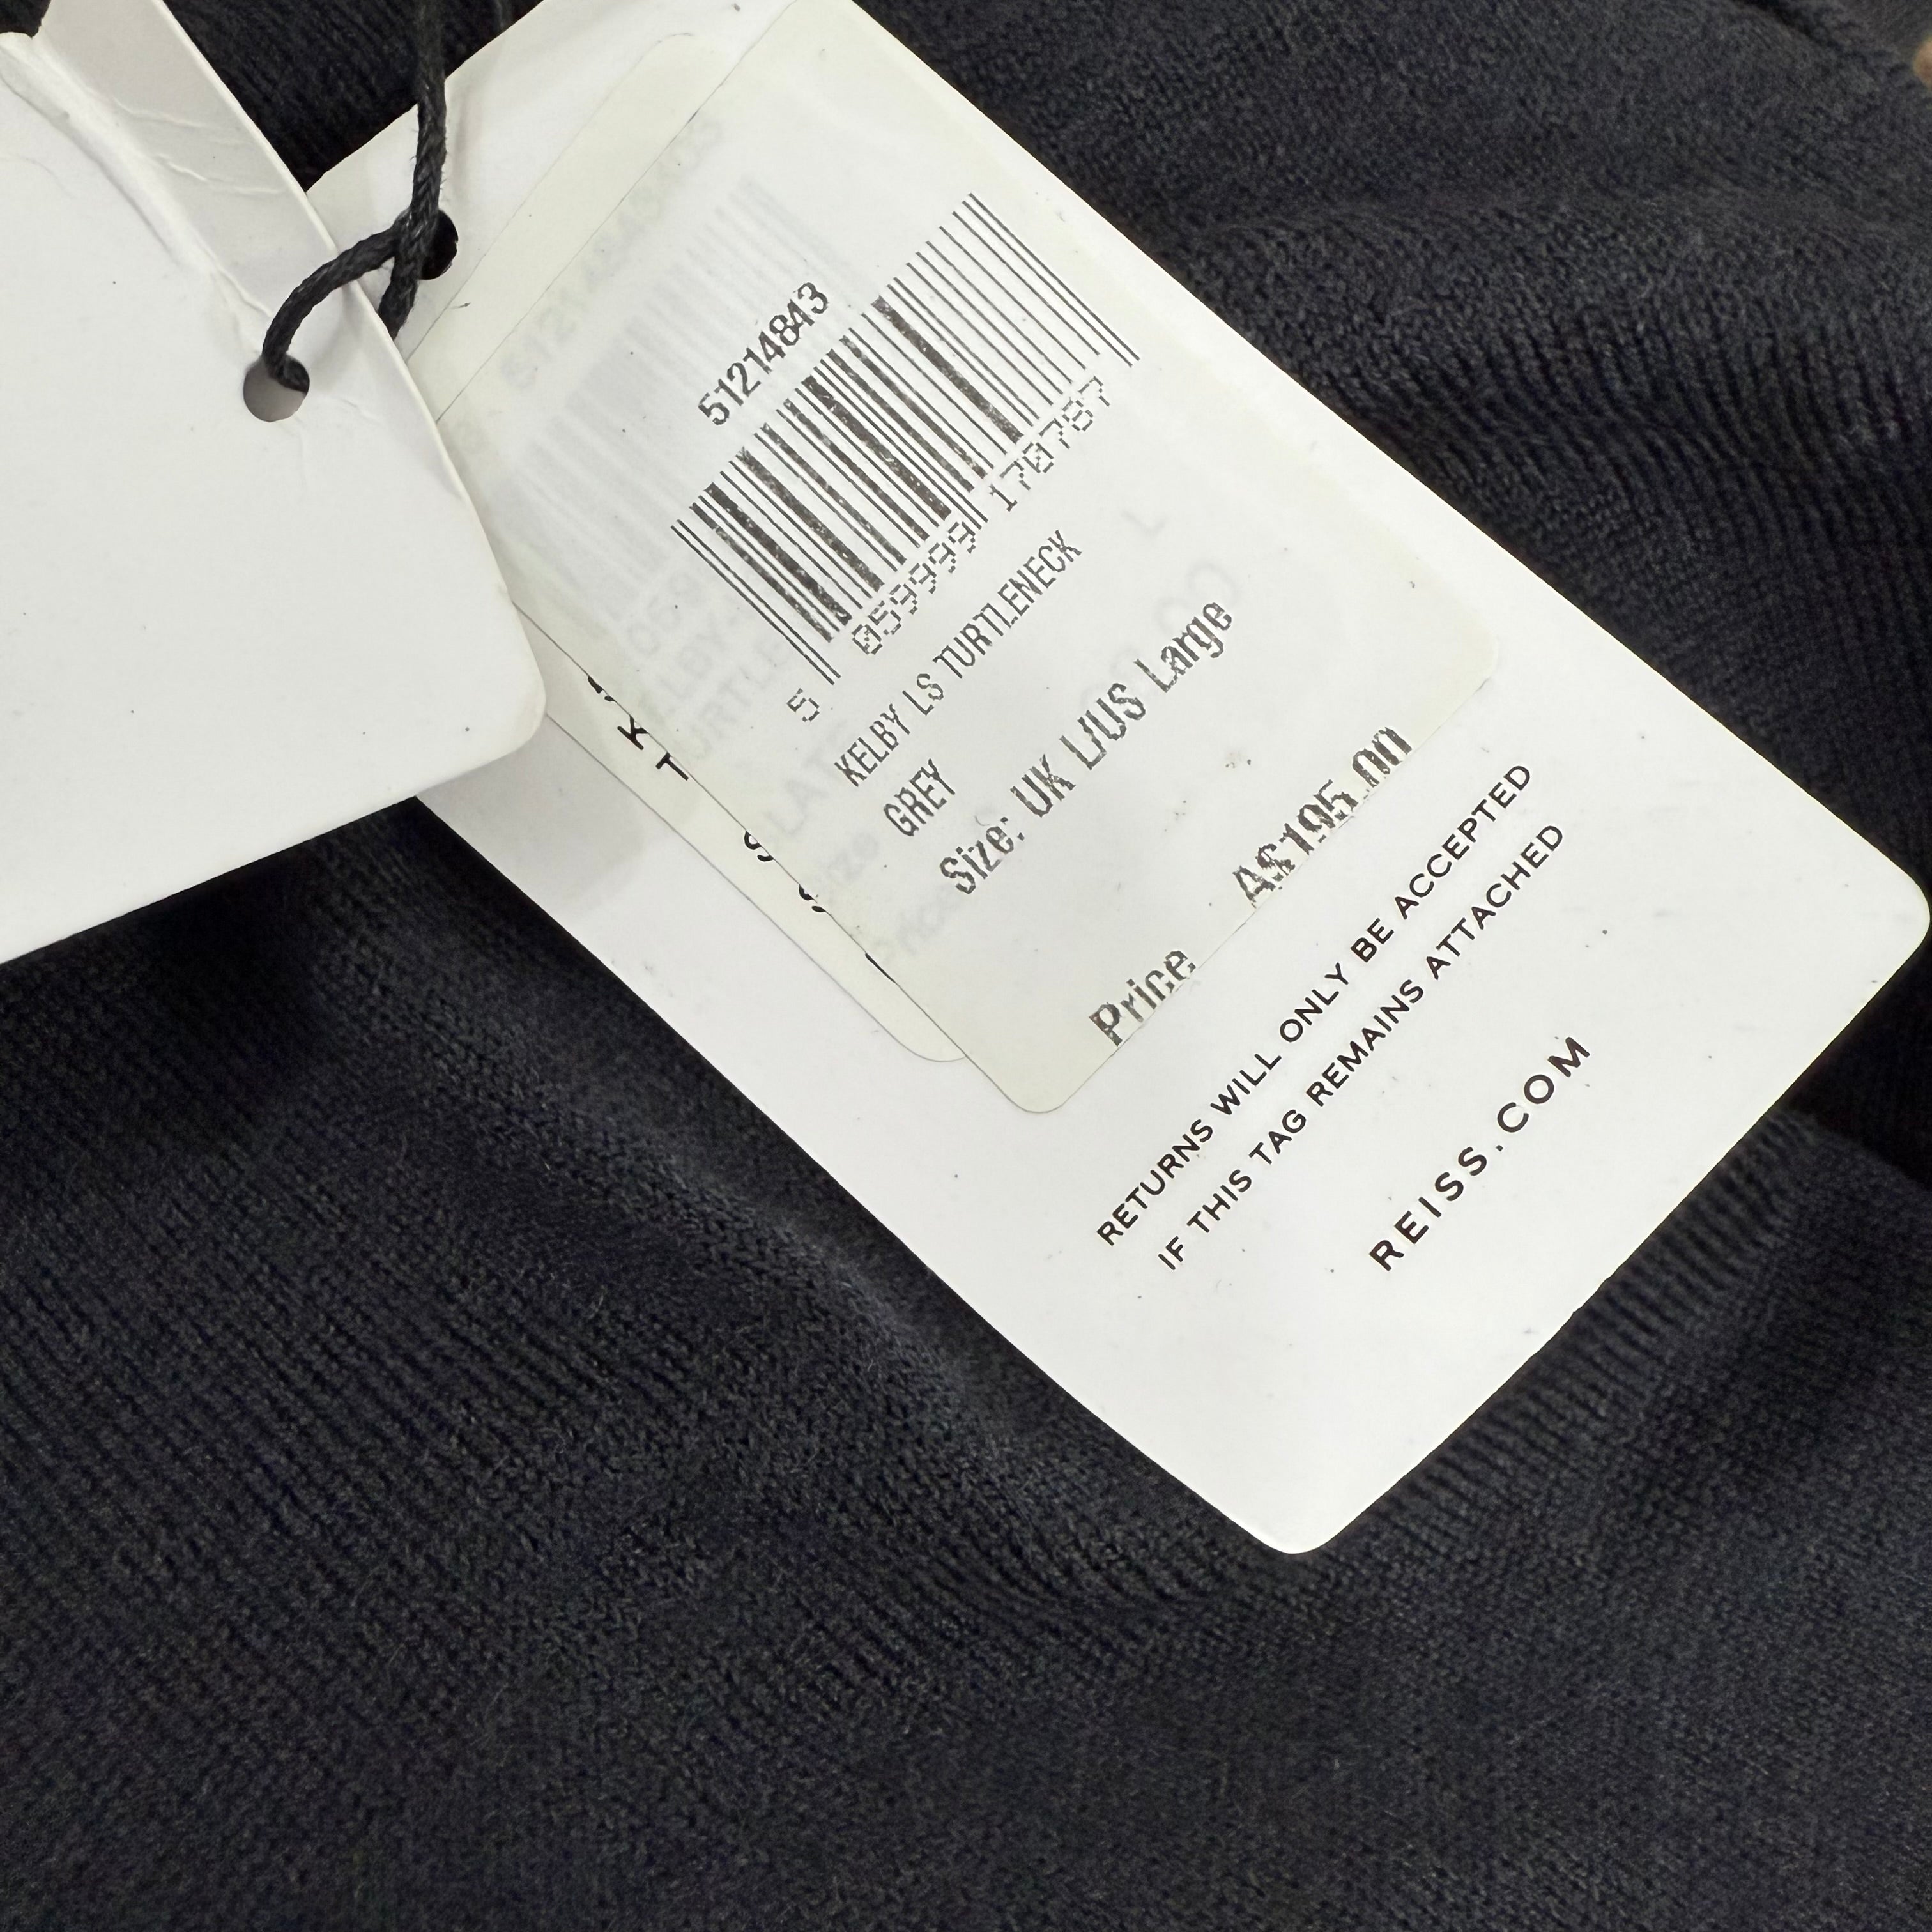 51214843
5 059999 170787
KELBY LS TURTLENECK
GREY
Size: UK L/US Large
Price A$195.00
RETURNS WILL ONLY BE ACCEPTED
IF THIS TAG REMAINS ATTACHED
REISS.COM